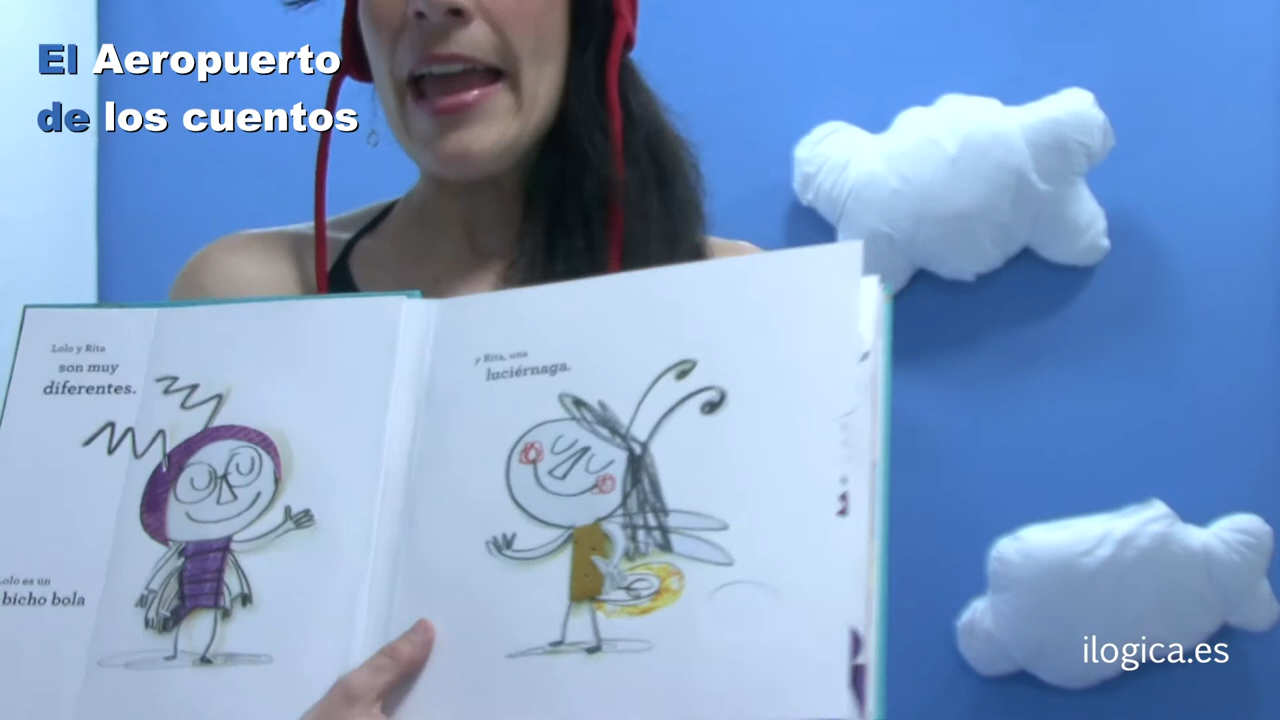 El Aeropuerto
de los cuentos
Lolo y Rita
son muy
diferentes.
Lolo es un
bicho bola
y Rita, una
luciérnaga.
ilogica.es